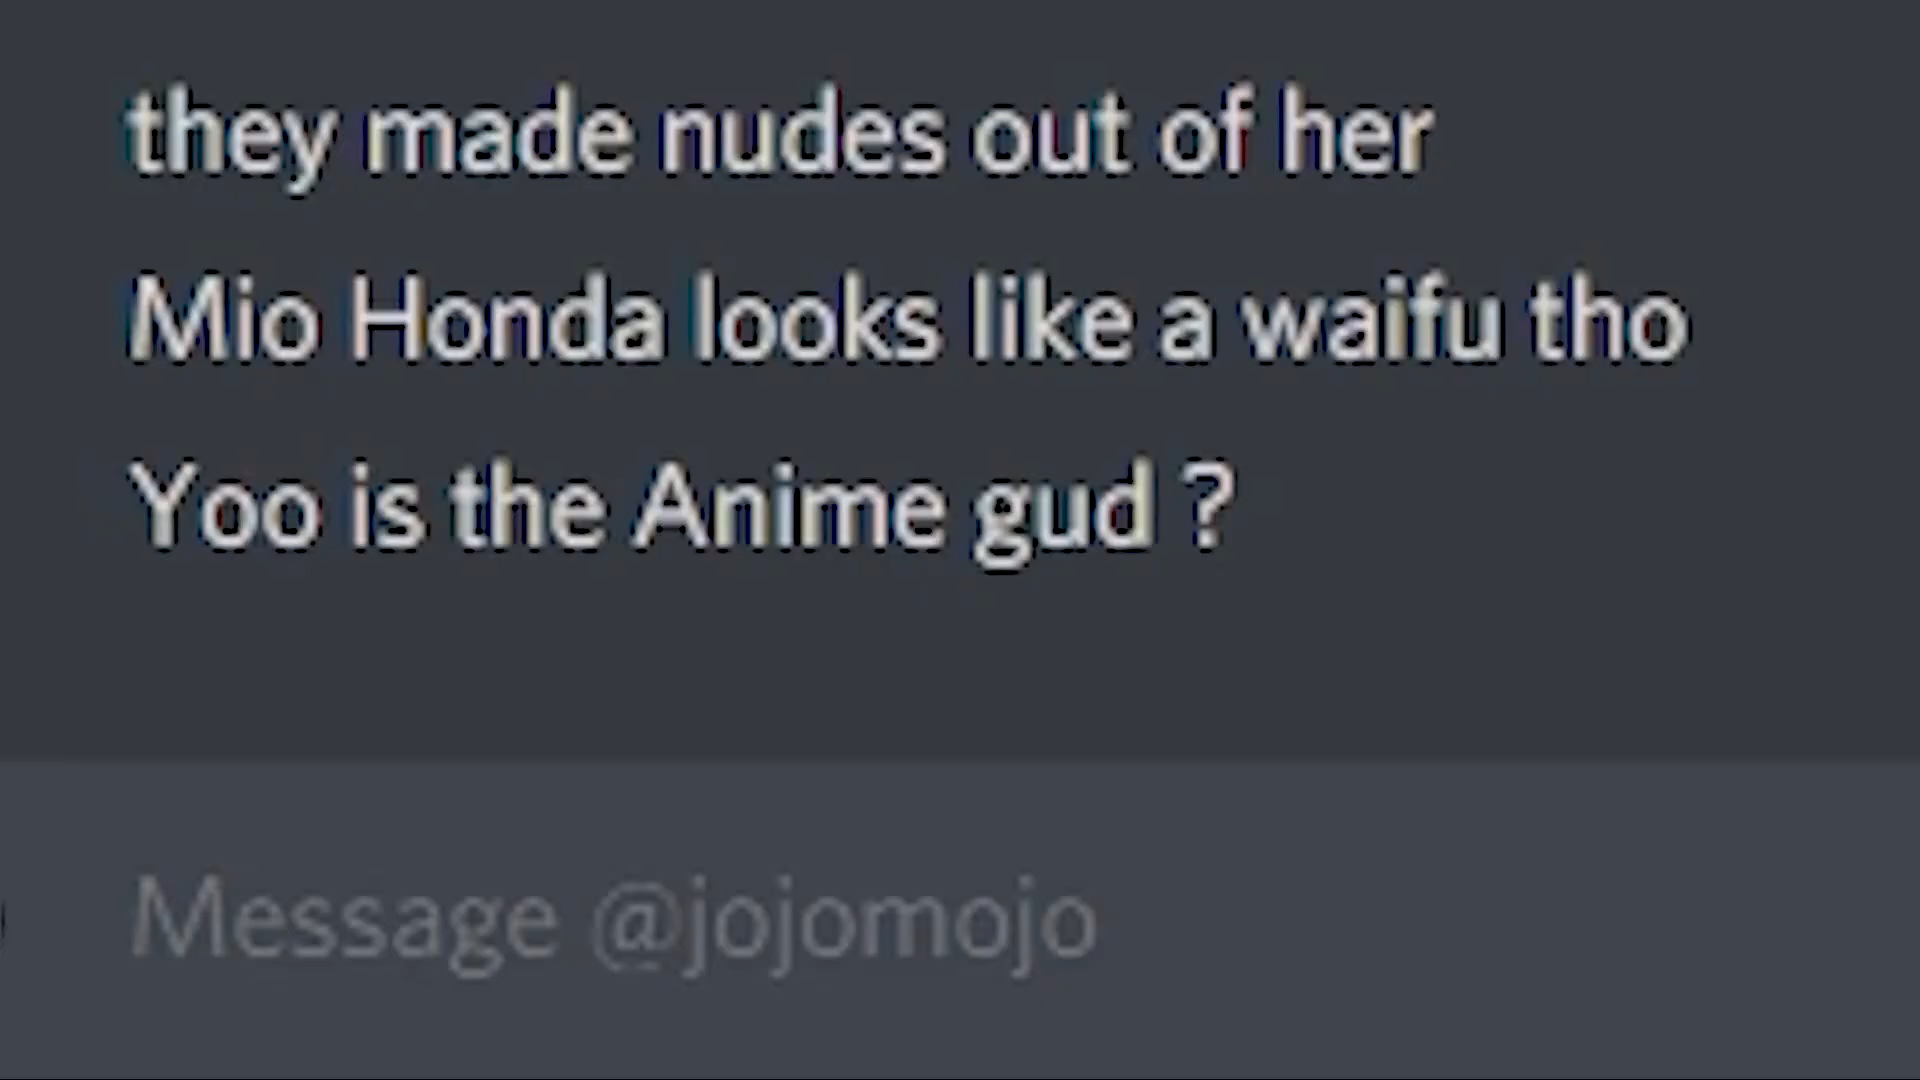 they made nudes out of her
Mio Honda looks like a waifu tho
Yoo is the Anime gud ?
Message @jojomojo